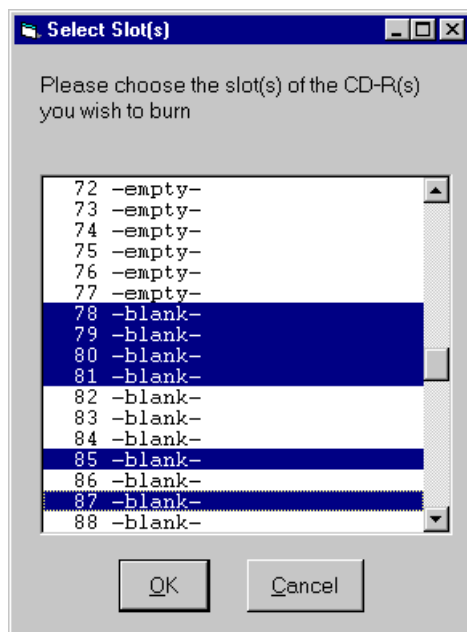 Select Slot(s)
Please choose the slot(s) of the CD-R(s)
you wish to burn
72 -empty-
73 -empty-
74 -empty-
75 -empty-
76 -empty-
77 -empty-
78 -blank-
79 -blank-
80 -blank-
81 -blank-
82 -blank-
83 -blank-
84 -blank-
85 -blank-
86 -blank-
87 -blank-
88 -blank-
OK Cancel